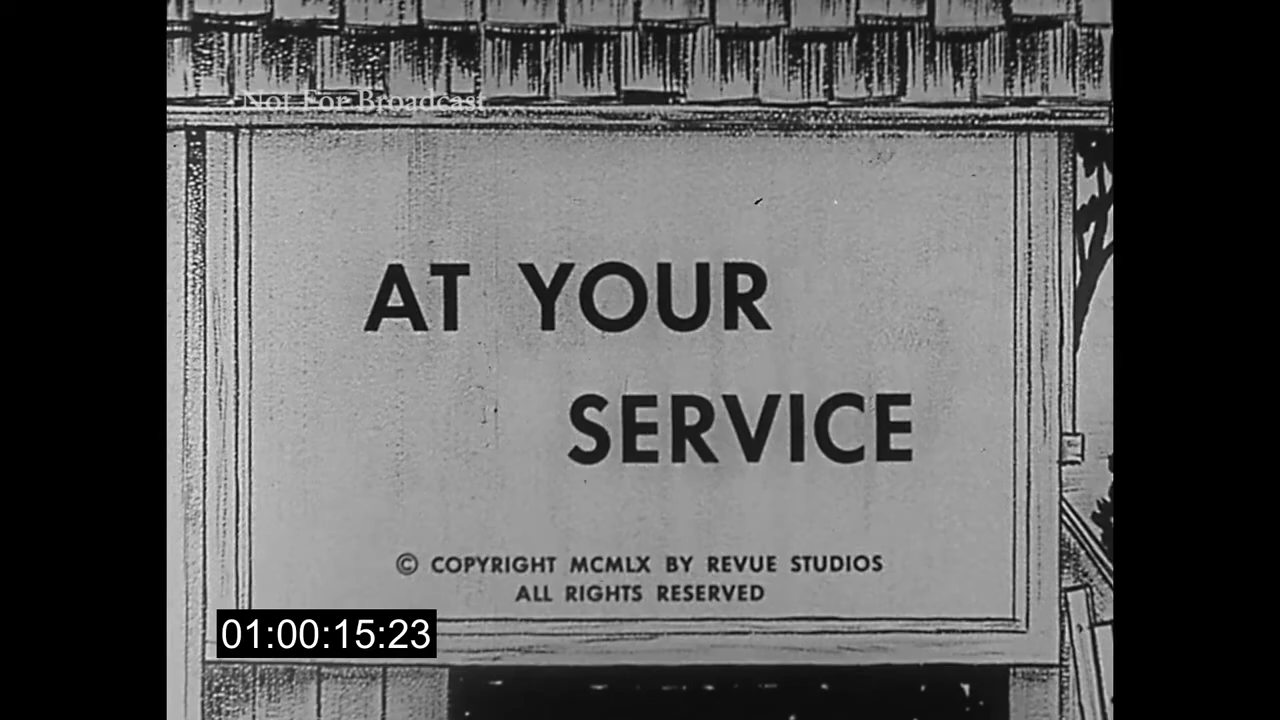 Not For Broadcast
AT YOUR
SERVICE
© COPYRIGHT MCMLX BY REVUE STUDIOS
ALL RIGHTS RESERVED
01:00:15:23